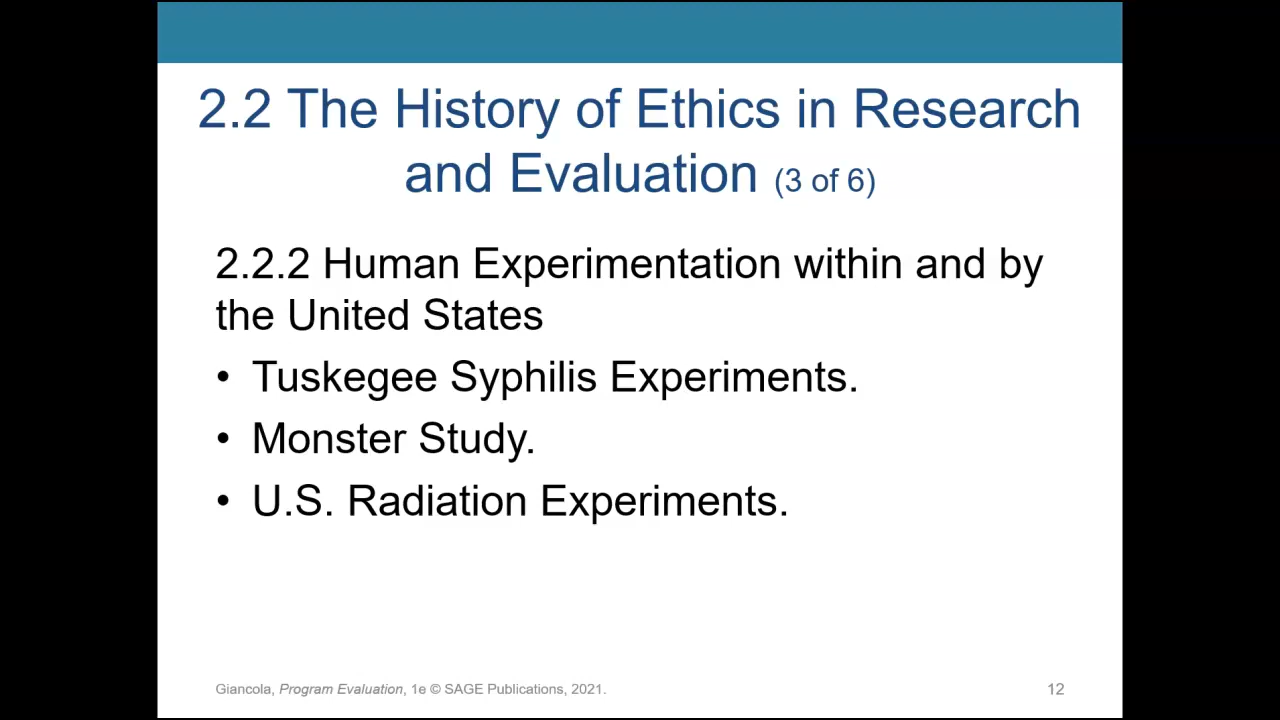 2.2 The History of Ethics in Research
and Evaluation (3 of 6)
2.2.2 Human Experimentation within and by
the United States
• Tuskegee Syphilis Experiments.
• Monster Study.
• U.S. Radiation Experiments.
Giancola, Program Evaluation, 1e © SAGE Publications, 2021.
12